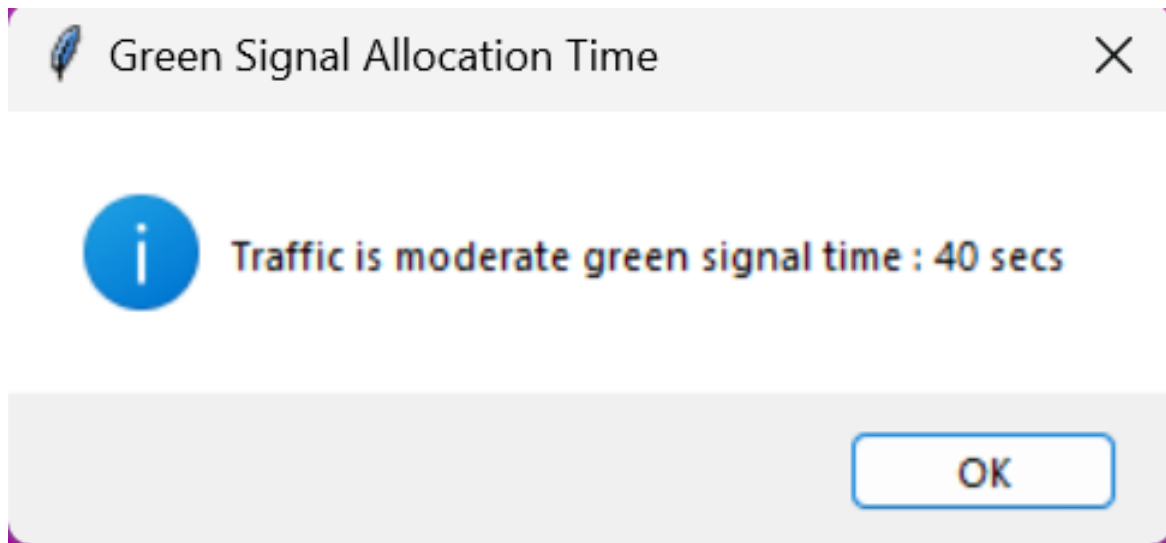 Green Signal Allocation Time
Traffic is moderate green signal time : 40 secs
OK